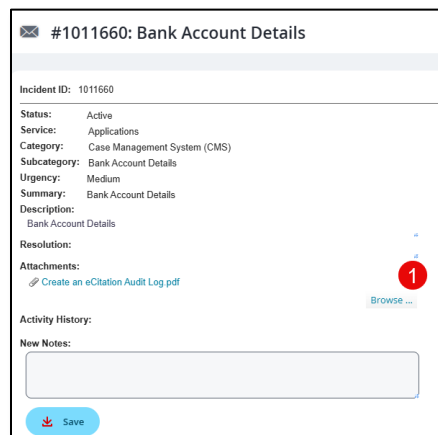 #1011660: Bank Account Details
Incident ID: 1011660
Status: Active
Service: Applications
Category: Case Management System (CMS)
Subcategory: Bank Account Details
Urgency: Medium
Summary: Bank Account Details
Description:
Bank Account Details
Resolution:
Attachments:
Create an eCitation Audit Log.pdf
1
Browse ...
Activity History:
New Notes:
Save